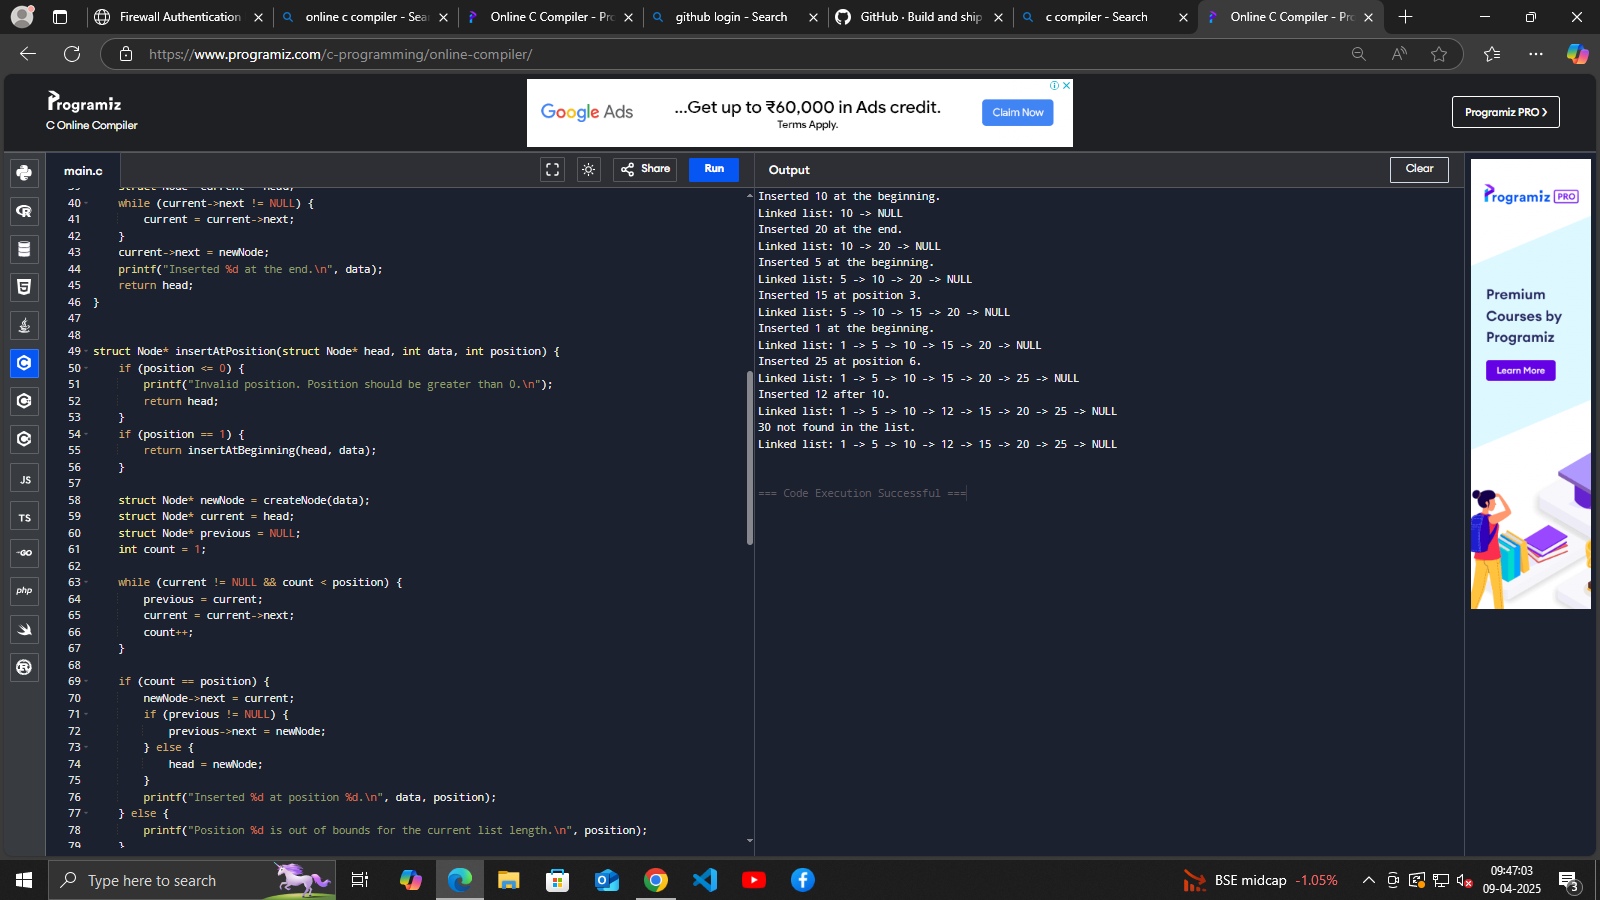 Firewall Authentication
online c compiler - Sea
Online C Compiler - Pr
github login - Search
GitHub · Build and ship
c compiler - Search
Online C Compiler - Pr
https://www.programiz.com/c-programming/online-compiler/
Programiz
C Online Compiler
Google Ads
...Get up to ₹60,000 in Ads credit.
Terms Apply.
Claim Now
Programiz PRO
main.c
Share
Run
Output
Clear
39 struct Node* current = head;
40 while (current->next != NULL) {
41 current = current->next;
42 }
43 current->next = newNode;
44 printf("Inserted %d at the end.\n", data);
45 return head;
46 }
47
48
49 struct Node* insertAtPosition(struct Node* head, int data, int position) {
50 if (position <= 0) {
51 printf("Invalid position. Position should be greater than 0.\n");
52 return head;
53 }
54 if (position == 1) {
55 return insertAtBeginning(head, data);
56 }
57
58 struct Node* newNode = createNode(data);
59 struct Node* current = head;
60 struct Node* previous = NULL;
61 int count = 1;
62
63 while (current != NULL && count < position) {
64 previous = current;
65 current = current->next;
66 count++;
67 }
68
69 if (count == position) {
70 newNode->next = current;
71 if (previous != NULL) {
72 previous->next = newNode;
73 } else {
74 head = newNode;
75 }
76 printf("Inserted %d at position %d.\n", data, position);
77 } else {
78 printf("Position %d is out of bounds for the current list length.\n", position);
79 }
Inserted 10 at the beginning.
Linked list: 10 -> NULL
Inserted 20 at the end.
Linked list: 10 -> 20 -> NULL
Inserted 5 at the beginning.
Linked list: 5 -> 10 -> 20 -> NULL
Inserted 15 at position 3.
Linked list: 5 -> 10 -> 15 -> 20 -> NULL
Inserted 1 at the beginning.
Linked list: 1 -> 5 -> 10 -> 15 -> 20 -> NULL
Inserted 25 at position 6.
Linked list: 1 -> 5 -> 10 -> 15 -> 20 -> 25 -> NULL
Inserted 12 after 10.
Linked list: 1 -> 5 -> 10 -> 12 -> 15 -> 20 -> 25 -> NULL
30 not found in the list.
Linked list: 1 -> 5 -> 10 -> 12 -> 15 -> 20 -> 25 -> NULL
=== Code Execution Successful ===
JS
TS
GO
php
Programiz PRO
Premium
Courses by
Programiz
Learn More
Type here to search
BSE midcap -1.05%
09:47:03
09-04-2025
3